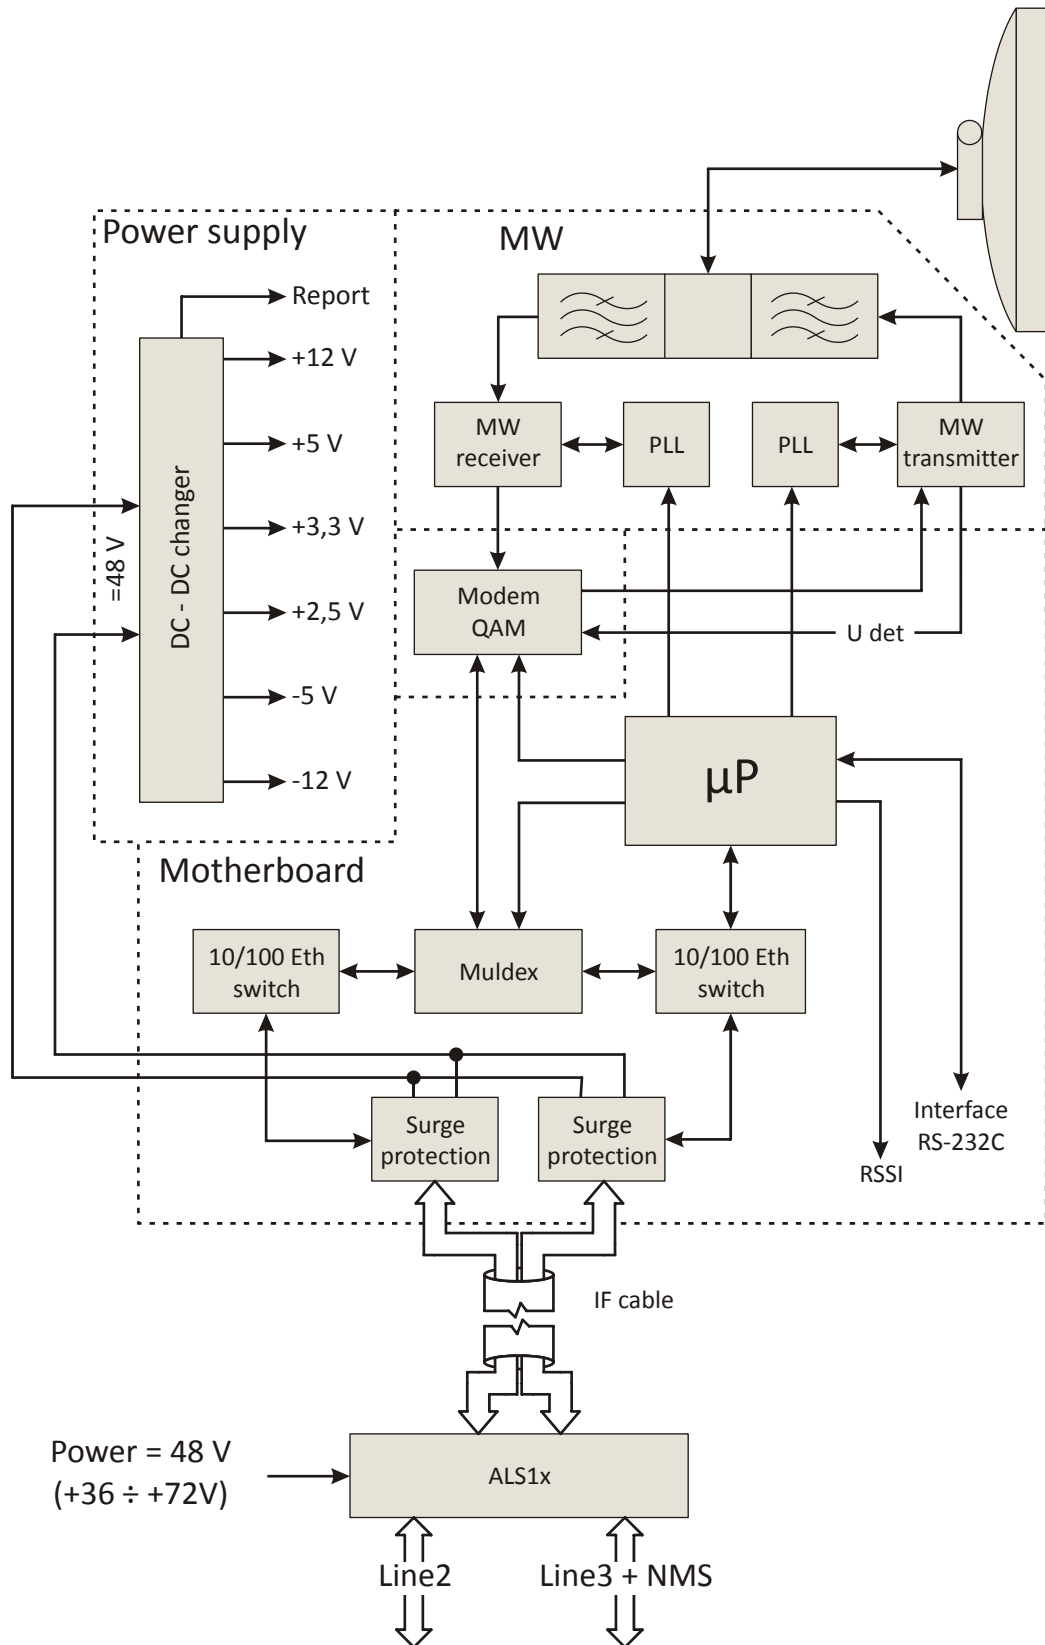 Power supply
MW
Report
+12 V
+5 V
+3,3 V
+2,5 V
-5 V
-12 V
=48 V
DC - DC changer
MW
receiver
PLL
PLL
MW
transmitter
Modem
QAM
U det
µP
Motherboard
10/100 Eth
switch
Muldex
10/100 Eth
switch
Surge
protection
Surge
protection
Interface
RS-232C
RSSI
IF cable
Power = 48 V
(+36 ÷ +72V)
ALS1x
Line2
Line3 + NMS